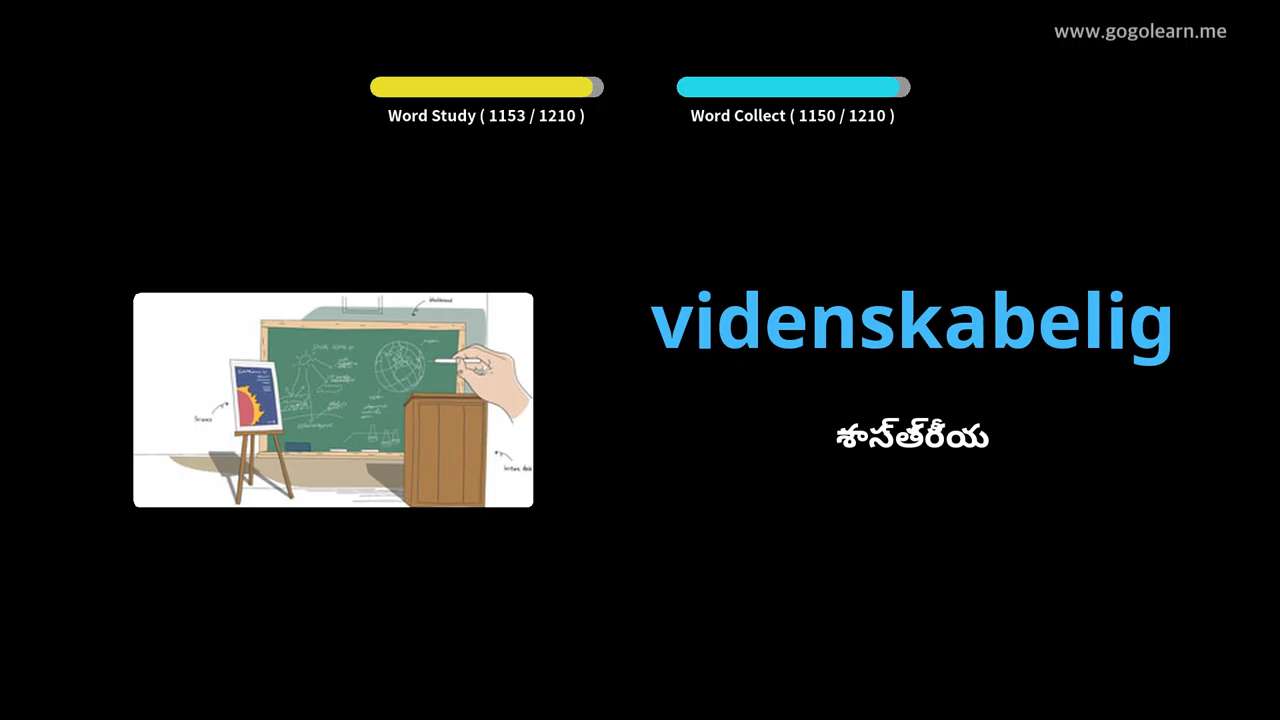 www.gogolearn.me
Word Study ( 1153 / 1210 )
Word Collect ( 1150 / 1210 )
videnskabelig
శాస్త్రీయ